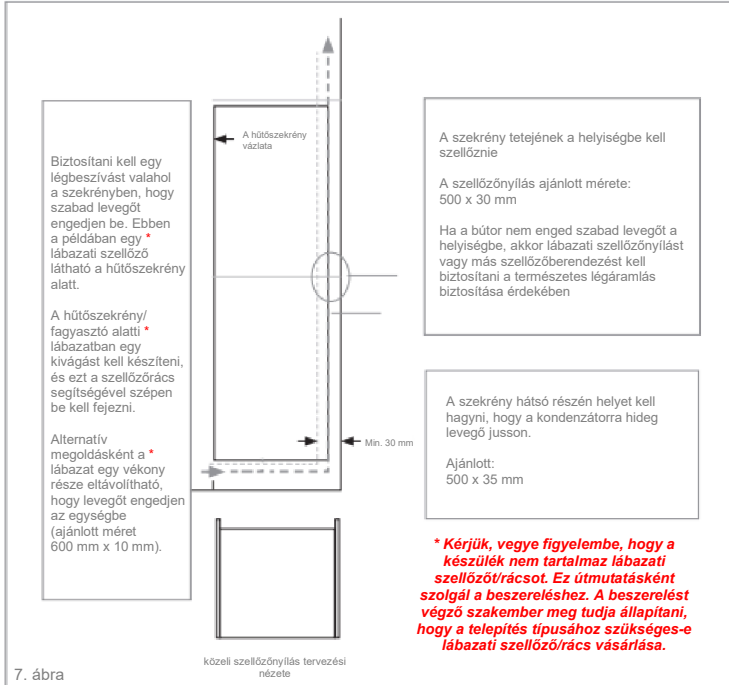 Biztosítani kell egy
légbeszívást valahol
a szekrényben, hogy
szabad levegőt
engedjen be. Ebben
a példában egy *
lábazati szellőző
látható a hűtőszekrény
alatt.
A hűtőszekrény/
fagyasztó alatti *
lábazatban egy
kivágást kell készíteni,
és ezt a szellőzőrács
segítségével szépen
be kell fejezni.
Alternatív
megoldásként a *
lábazat egy vékony
része eltávolítható,
hogy levegőt engedjen
az egységbe
(ajánlott méret
600 mm x 10 mm).
A hűtőszekrény
vázlata
Min. 30 mm
közeli szellőzőnyílás tervezési
nézete
A szekrény tetejének a helyiségbe kell
szellőznie
A szellőzőnyílás ajánlott mérete:
500 x 30 mm
Ha a bútor nem enged szabad levegőt a
helyiségbe, akkor lábazati szellőzőnyílást
vagy más szellőzőberendezést kell
biztosítani a természetes légáramlás
biztosítása érdekében
A szekrény hátsó részén helyet kell
hagyni, hogy a kondenzátorra hideg
levegő jusson.
Ajánlott:
500 x 35 mm
* Kérjük, vegye figyelembe, hogy a
készülék nem tartalmaz lábazati
szellőzőt/rácsot. Ez útmutatásként
szolgál a beszereléshez. A beszerelést
végző szakember meg tudja állapítani,
hogy a telepítés típusához szükséges-e
lábazati szellőző/rács vásárlása.
7. ábra